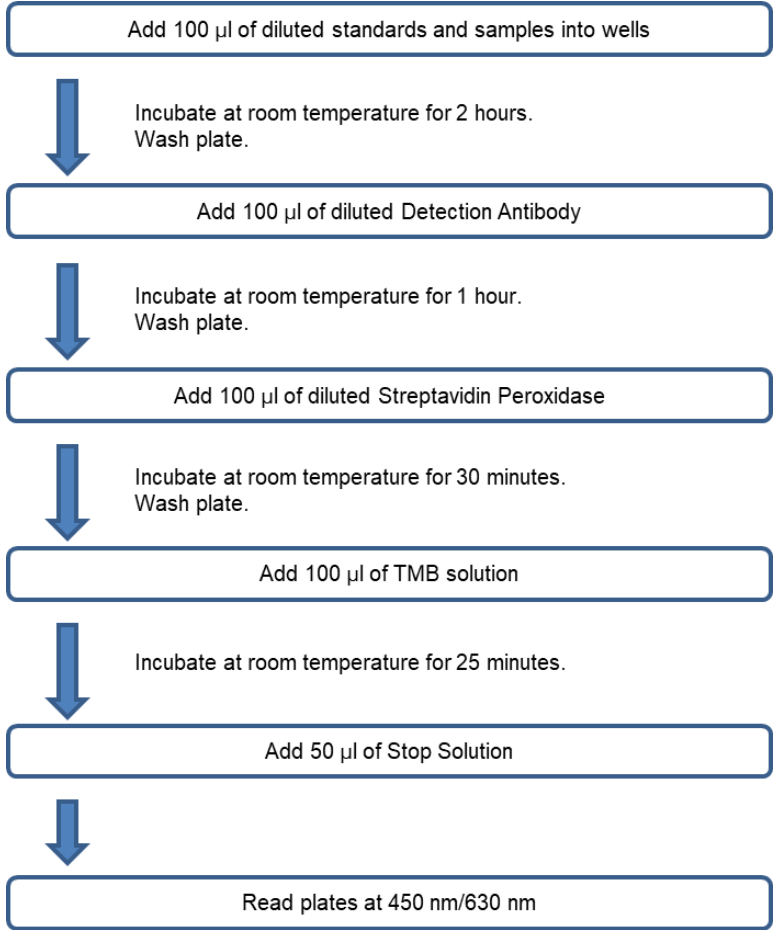 Add 100 µl of diluted standards and samples into wells
Incubate at room temperature for 2 hours.
Wash plate.
Add 100 µl of diluted Detection Antibody
Incubate at room temperature for 1 hour.
Wash plate.
Add 100 µl of diluted Streptavidin Peroxidase
Incubate at room temperature for 30 minutes.
Wash plate.
Add 100 µl of TMB solution
Incubate at room temperature for 25 minutes.
Add 50 µl of Stop Solution
Read plates at 450 nm/630 nm